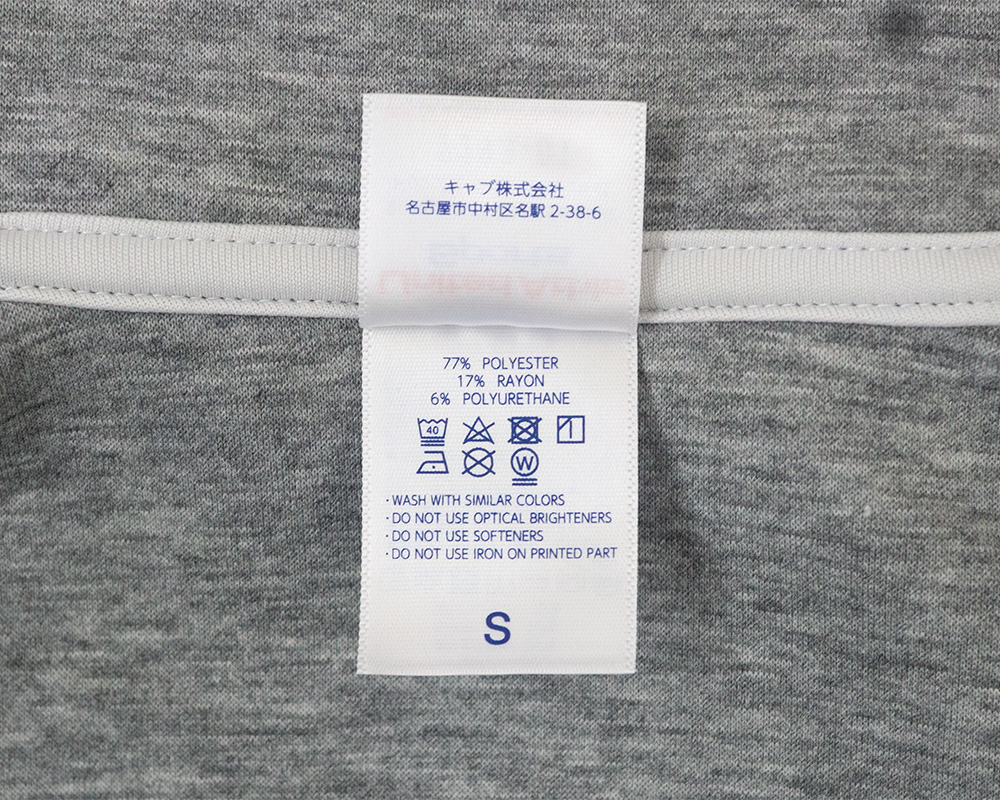 キャブ株式会社
名古屋市中村区名駅 2-38-6
77% POLYESTER
17% RAYON
6% POLYURETHANE
40
W
・WASH WITH SIMILAR COLORS
・DO NOT USE OPTICAL BRIGHTENERS
・DO NOT USE SOFTENERS
・DO NOT USE IRON ON PRINTED PART
S